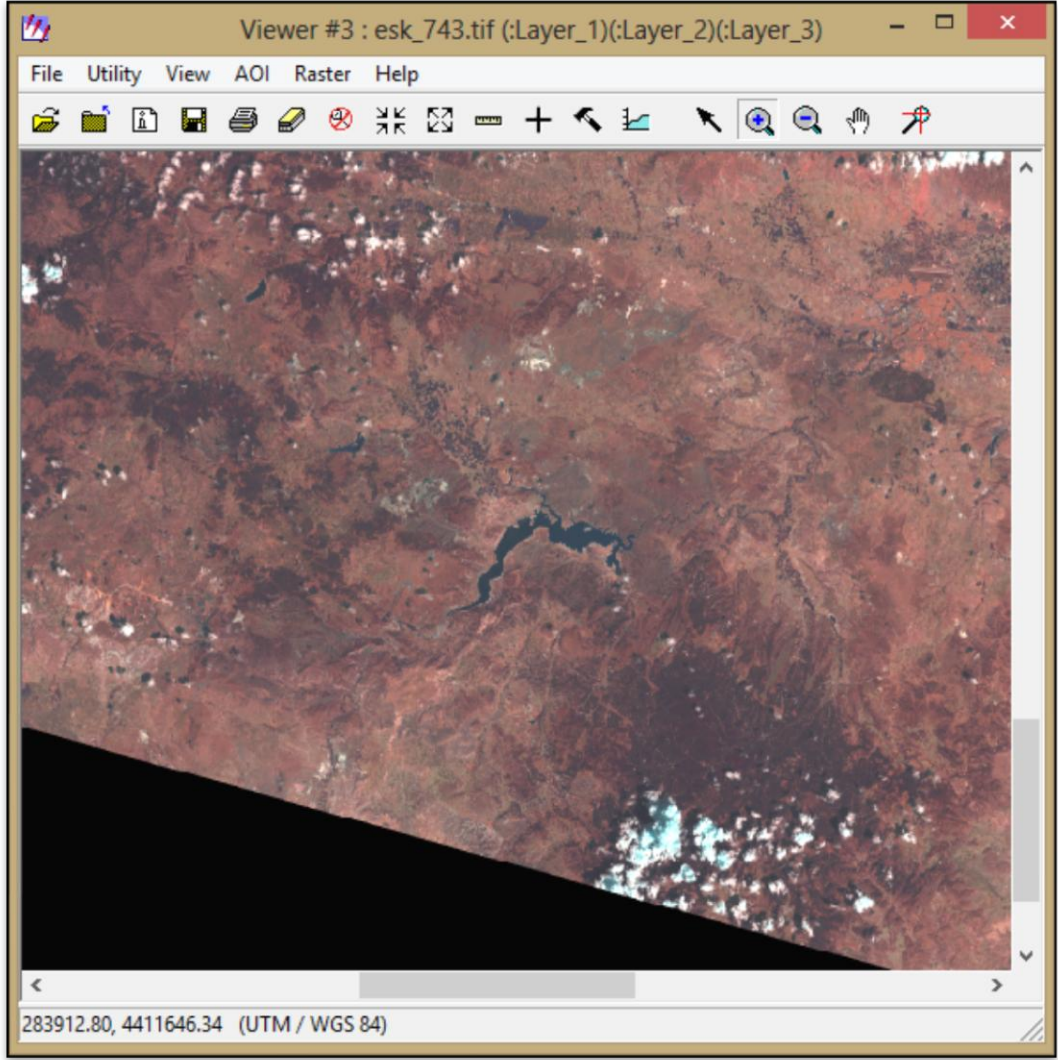 Viewer #3 : esk_743.tif (:Layer_1)(:Layer_2)(:Layer_3)
File Utility View AOI Raster Help
283912.80, 4411646.34 (UTM / WGS 84)